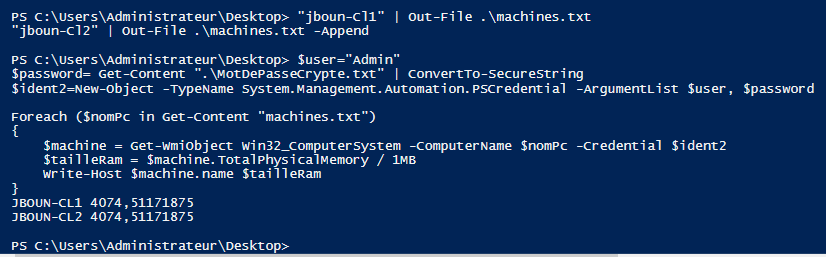 PS C:\Users\Administrateur\Desktop> "jboun-Cl1" | Out-File .\machines.txt
"jboun-Cl2" | Out-File .\machines.txt -Append
PS C:\Users\Administrateur\Desktop> $user="Admin"
$password= Get-Content ".\MotDePasseCrypte.txt" | ConvertTo-SecureString
$ident2=New-Object -TypeName System.Management.Automation.PSCredential -ArgumentList $user, $password
Foreach ($nomPc in Get-Content "machines.txt")
{
    $machine = Get-WmiObject Win32_ComputerSystem -ComputerName $nomPc -Credential $ident2
    $tailleRam = $machine.TotalPhysicalMemory / 1MB
    Write-Host $machine.name $tailleRam
}
JBOUN-CL1 4074,51171875
JBOUN-CL2 4074,51171875
PS C:\Users\Administrateur\Desktop>